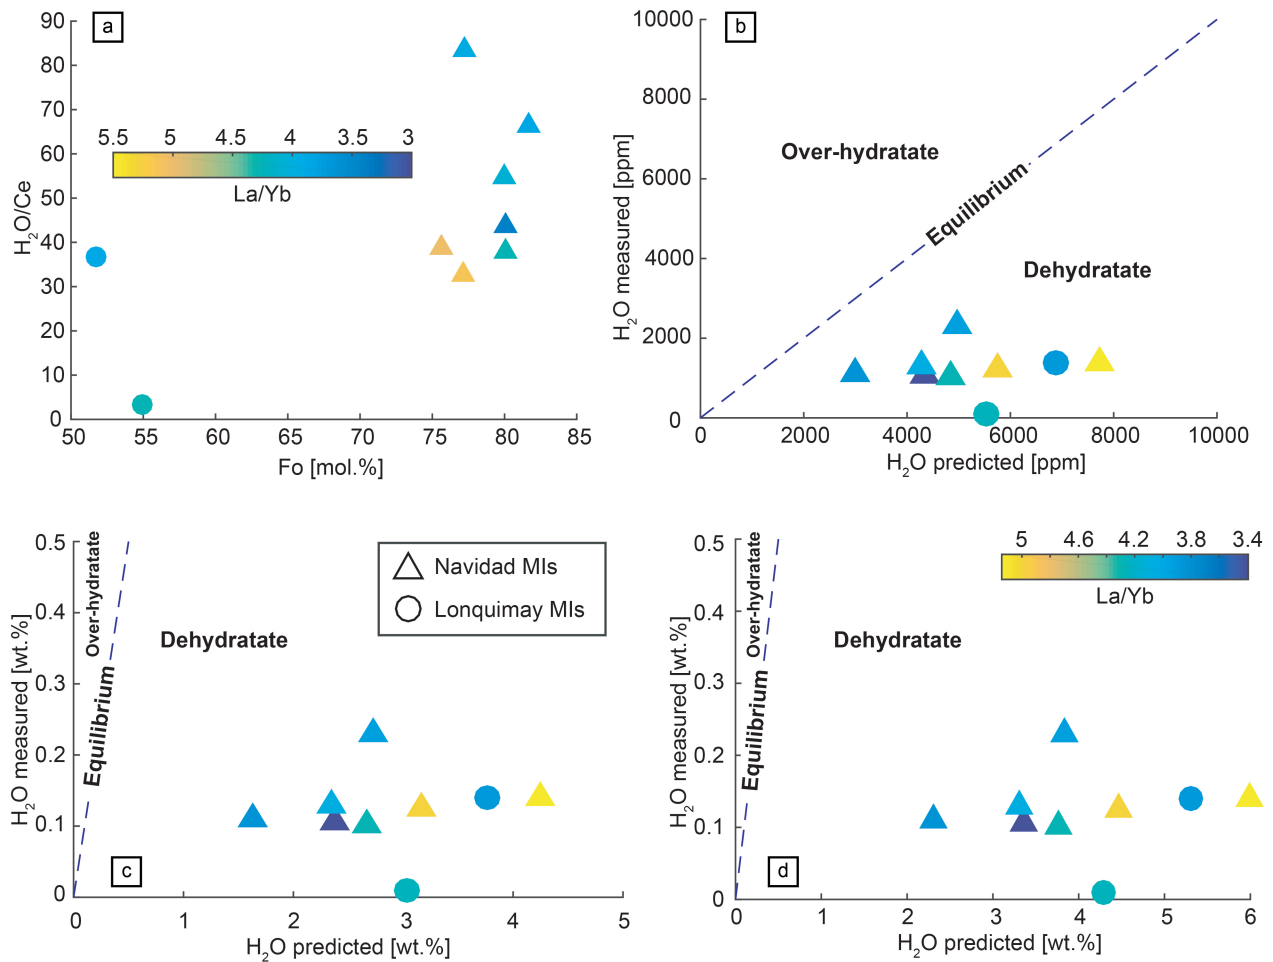 a
90
80
70
60
50
40
30
20
10
0
H₂O/Ce
5.5 5 4.5 4 3.5 3
La/Yb
50 55 60 65 70 75 80 85
Fo [mol.%]
b
10000
8000
6000
4000
2000
0
H₂O measured [ppm]
Over-hydratate
Equilibrium
Dehydratate
0 2000 4000 6000 8000 10000
H₂O predicted [ppm]
0.5
0.4
0.3
0.2
0.1
0
H₂O measured [wt.%]
Over-hydratate
Equilibrium
Dehydratate
Navidad MIs
Lonquimay MIs
c
0 1 2 3 4 5
H₂O predicted [wt.%]
0.5
0.4
0.3
0.2
0.1
0
H₂O measured [wt.%]
Over-hydratate
Equilibrium
Dehydratate
5 4.6 4.2 3.8 3.4
La/Yb
d
0 1 2 3 4 5 6
H₂O predicted [wt.%]